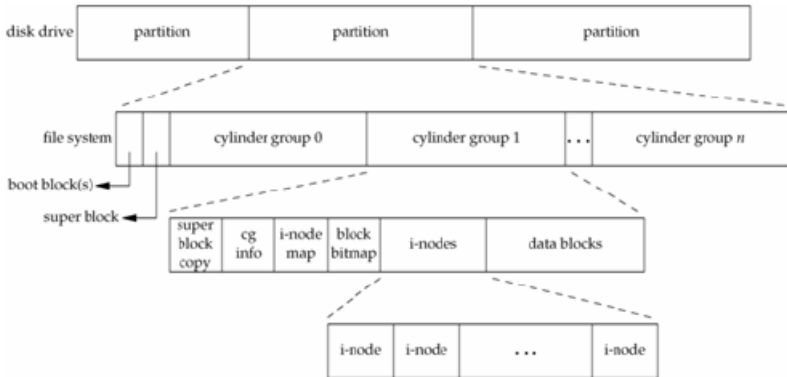 disk drive partition partition partition
file system cylinder group 0 cylinder group 1 ... cylinder group n
boot block(s)
super block
super block copy
cg info
i-node map
block bitmap
i-nodes
data blocks
i-node i-node ... i-node